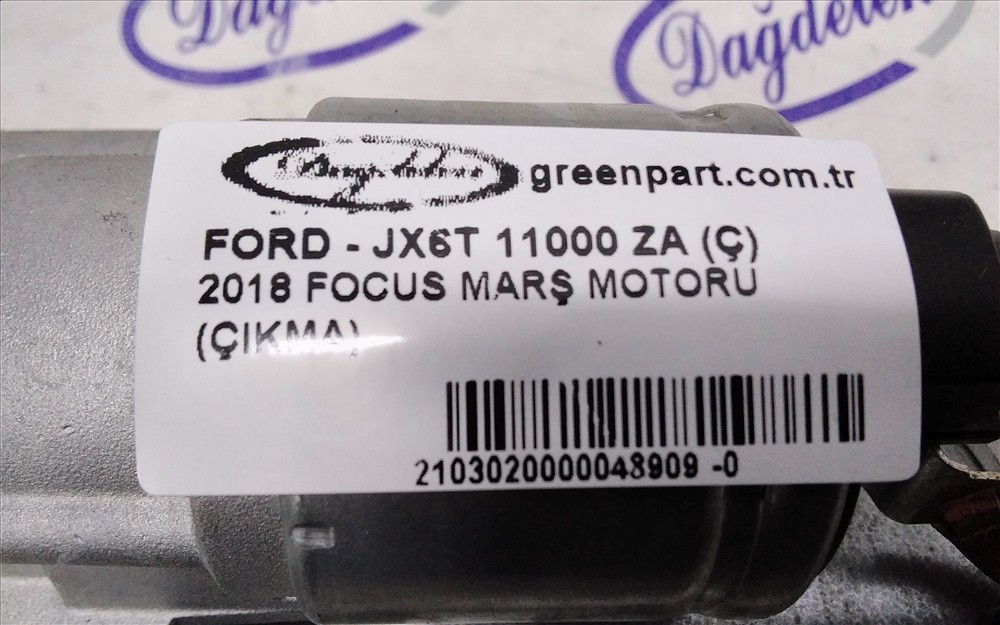 Dağdelen
Dağdelen
greenpart.com.tr
FORD - JX6T 11000 ZA (Ç)
2018 FOCUS MARŞ MOTORU
(ÇIKMA)
2103020000048909 -0